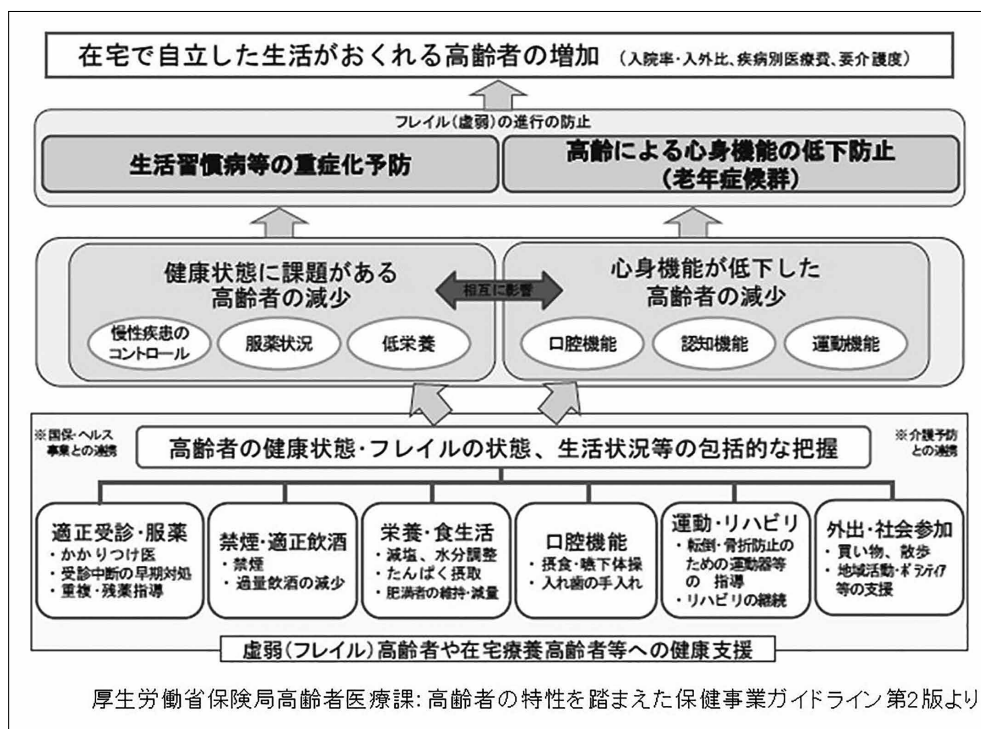 在宅で自立した生活がおくれる高齢者の増加 (入院率・入外比、疾病別医療費、要介護度)
フレイル(虚弱)の進行の防止
生活習慣病等の重症化予防
高齢による心身機能の低下防止
(老年症候群)
健康状態に課題がある
高齢者の減少
慢性疾患の
コントロール
服薬状況
低栄養
相互に影響
心身機能が低下した
高齢者の減少
口腔機能
認知機能
運動機能
※国保・ヘルス
事業との連携
高齢者の健康状態・フレイルの状態、生活状況等の包括的な把握
※介護予防
との連携
適正受診・服薬
・かかりつけ医
・受診中断の早期対処
・重複・残薬指導
禁煙・適正飲酒
・禁煙
・過量飲酒の減少
栄養・食生活
・減塩、水分調整
・たんぱく摂取
・肥満者の維持・減量
口腔機能
・摂食・嚥下体操
・入れ歯の手入れ
運動・リハビリ
・転倒・骨折防止の
ための運動器等
の 指導
・リハビリの継続
外出・社会参加
・買い物、散歩
・地域活動・ボランティア
等の支援
虚弱(フレイル)高齢者や在宅療養高齢者等への健康支援
厚生労働省保険局高齢者医療課:高齢者の特性を踏まえた保健事業ガイドライン第2版より